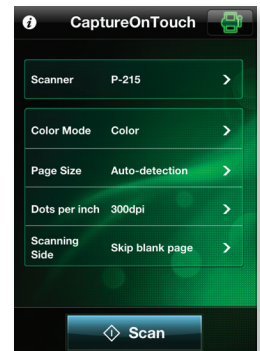 CaptureOnTouch
Scanner P-215
Color Mode Color
Page Size Auto-detection
Dots per inch 300dpi
Scanning
Side Skip blank page
Scan